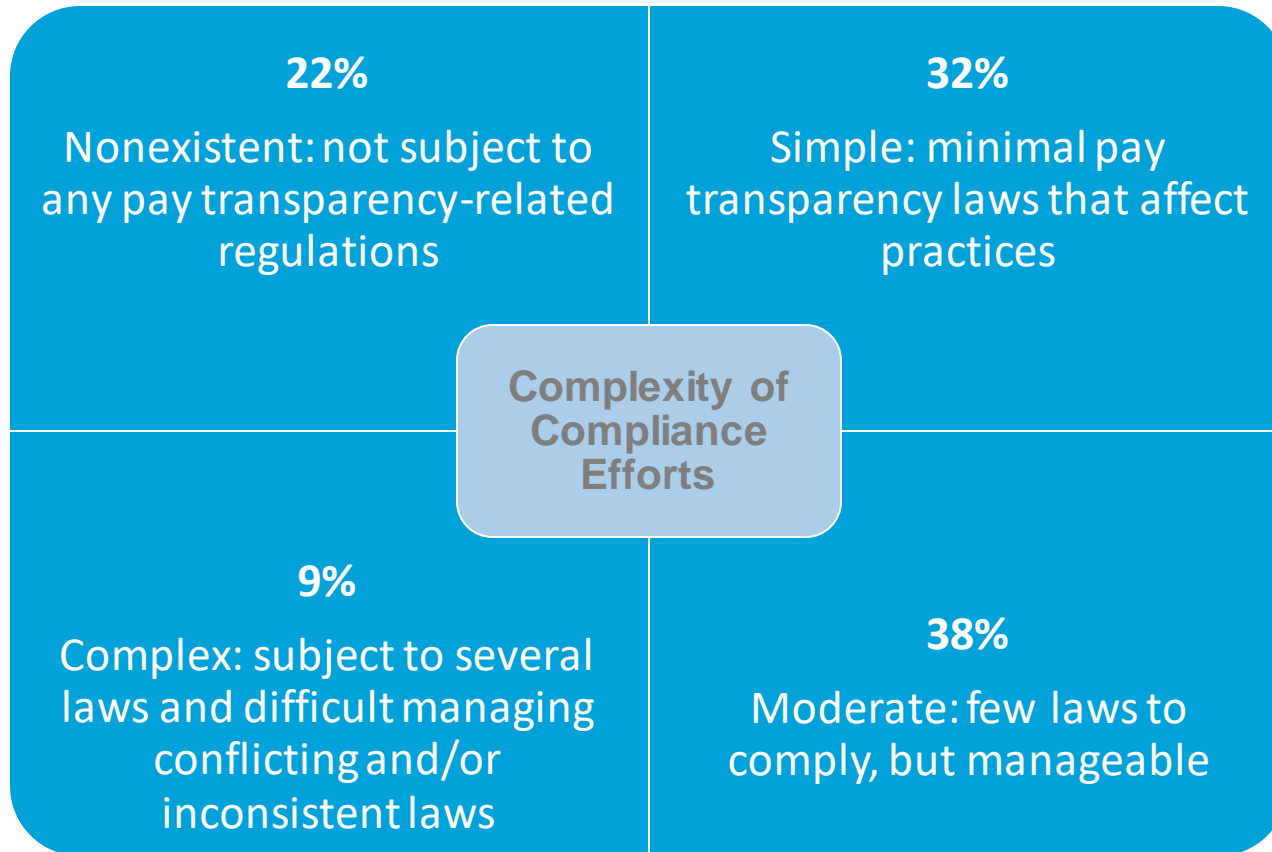 22%
Nonexistent: not subject to
any pay transparency-related
regulations
32%
Simple: minimal pay
transparency laws that affect
practices
Complexity of
Compliance
Efforts
9%
Complex: subject to several
laws and difficult managing
conflicting and/or
inconsistent laws
38%
Moderate: few laws to
comply, but manageable